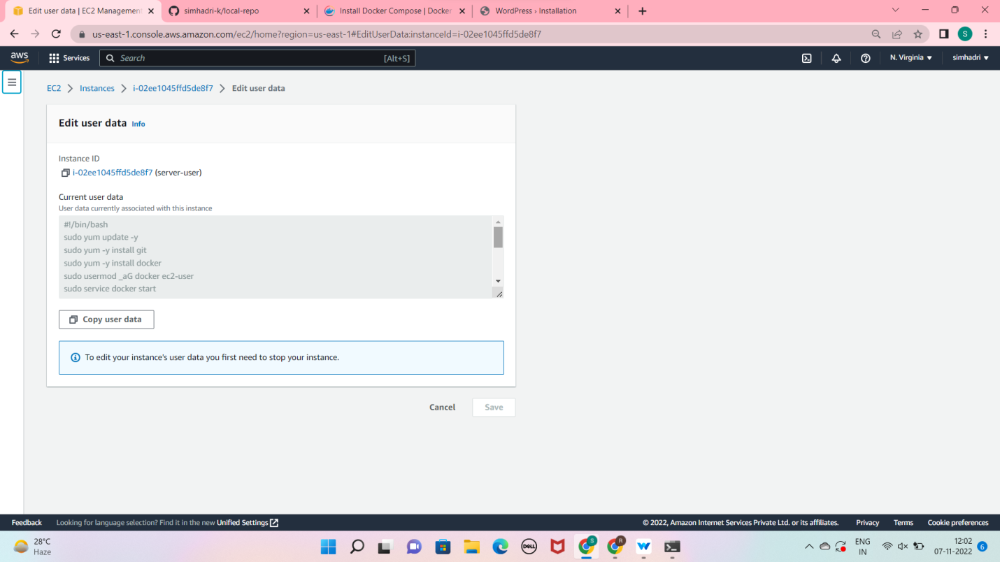 Edit user data | EC2 Management
simhadri-k/local-repo
Install Docker Compose | Docker
WordPress › Installation
us-east-1.console.aws.amazon.com/ec2/home?region=us-east-1#EditUserData:instanceId=i-02ee1045ffd5de8f7
S
aws
Services
Search
[Alt+S]
N. Virginia
simhadri
EC2
Instances
i-02ee1045ffd5de8f7
Edit user data
Edit user data Info
Instance ID
i-02ee1045ffd5de8f7 (server-user)
Current user data
User data currently associated with this instance
#!/bin/bash
sudo yum update -y
sudo yum -y install git
sudo yum -y install docker
sudo usermod _aG docker ec2-user
sudo service docker start
Copy user data
To edit your instance's user data you first need to stop your instance.
Cancel
Save
Feedback
Looking for language selection? Find it in the new Unified Settings
© 2022, Amazon Internet Services Private Ltd. or its affiliates.
Privacy
Terms
Cookie preferences
28°C
Haze
DELL
S
R
ENG
IN
12:02
07-11-2022
6